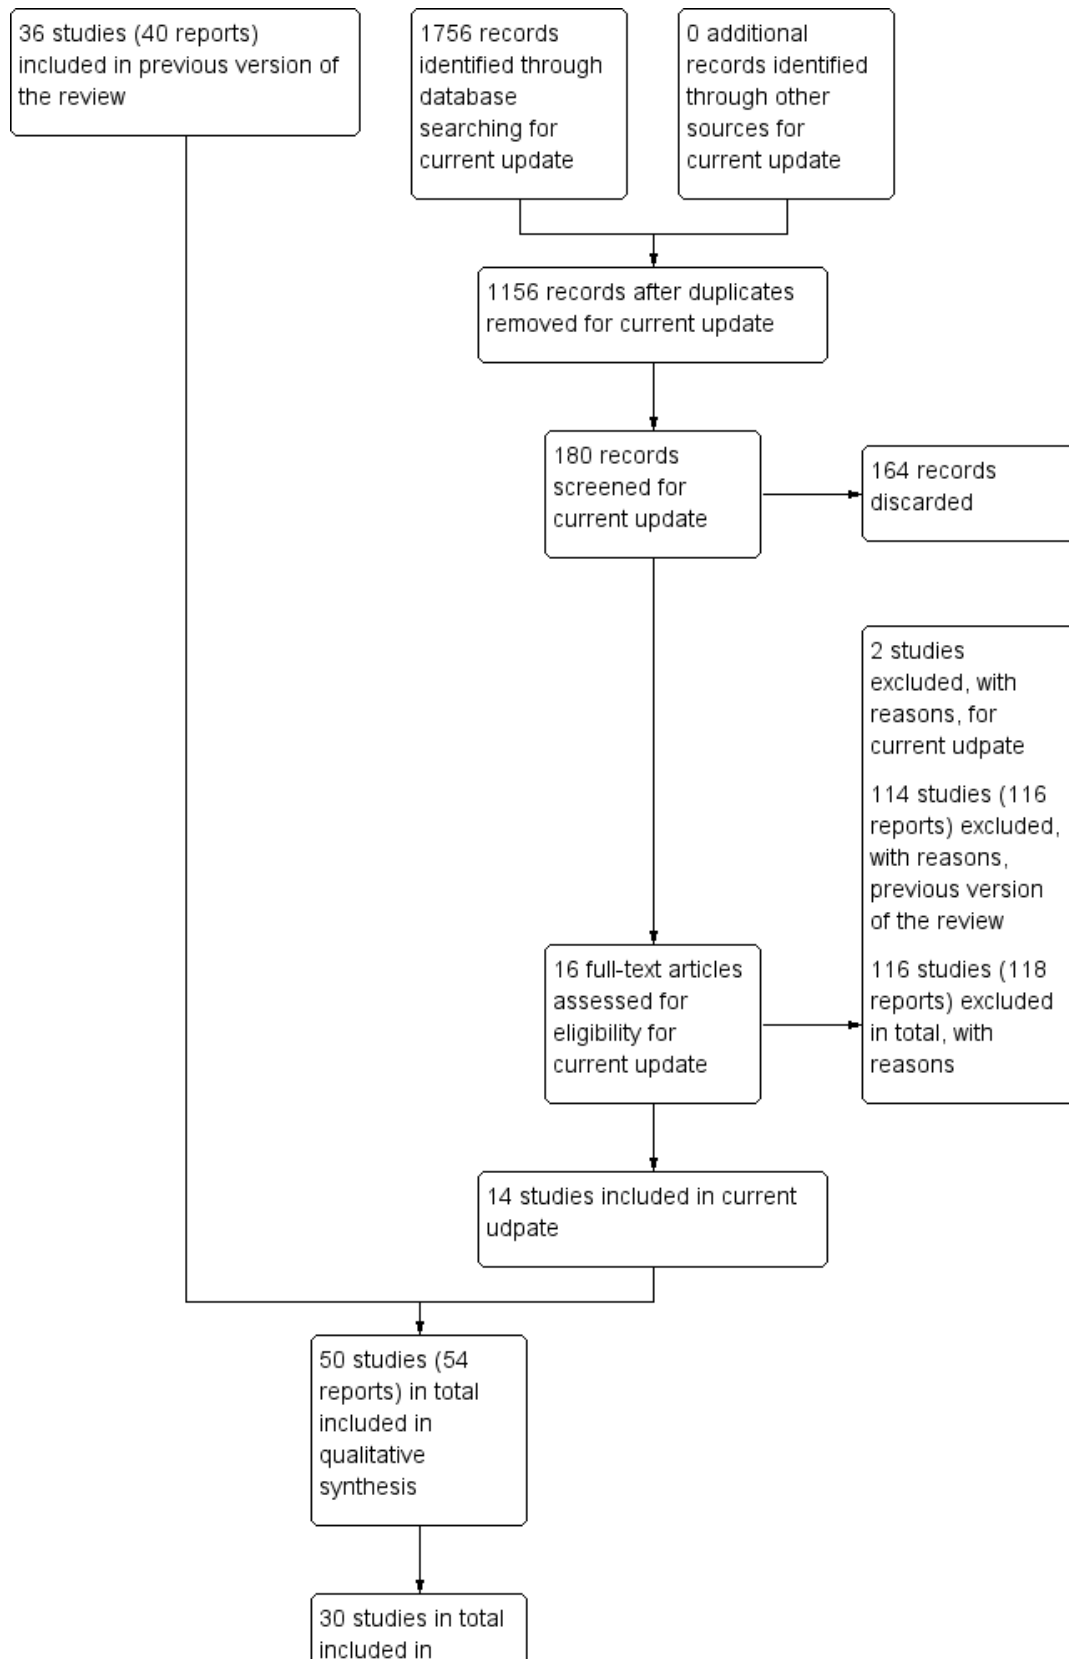 36 studies (40 reports)
included in previous version of
the review
1756 records
identified through
database
searching for
current update
0 additional
records identified
through other
sources for
current update
1156 records after duplicates
removed for current update
180 records
screened for
current update
164 records
discarded
2 studies
excluded, with
reasons, for
current udpate
114 studies (116
reports) excluded,
with reasons,
previous version
of the review
116 studies (118
reports) excluded
in total, with
reasons
16 full-text articles
assessed for
eligibility for
current update
14 studies included in current
udpate
50 studies (54
reports) in total
included in
qualitative
synthesis
30 studies in total
included in